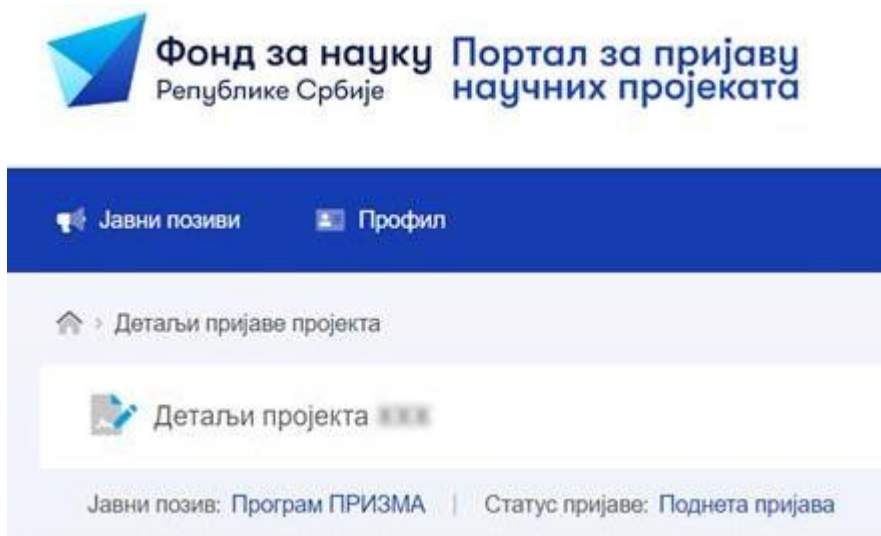 Фонд за науку
Републике Србије
Портал за пријаву
научних пројеката
Јавни позиви Профил
Детаљи пријаве пројекта
Детаљи пројекта
Јавни позив: Програм ПРИЗМА | Статус пријаве: Поднета пријава